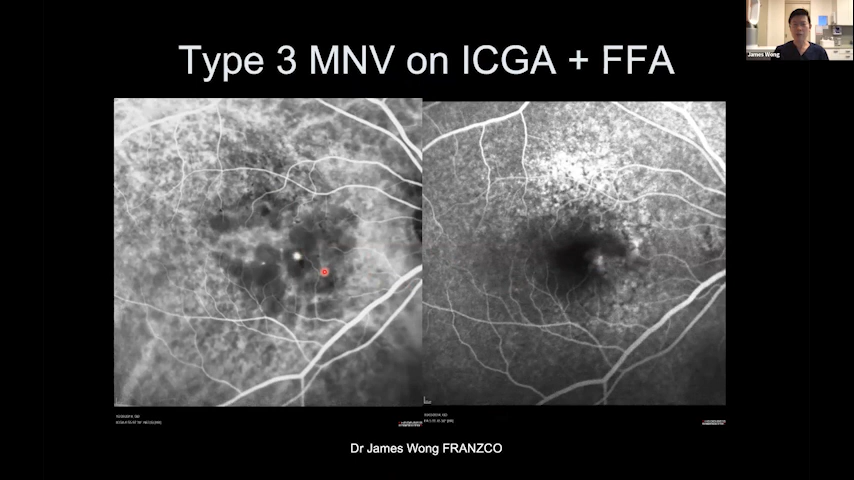 Type 3 MNV on ICGA + FFA
James Wong
Dr James Wong FRANZCO